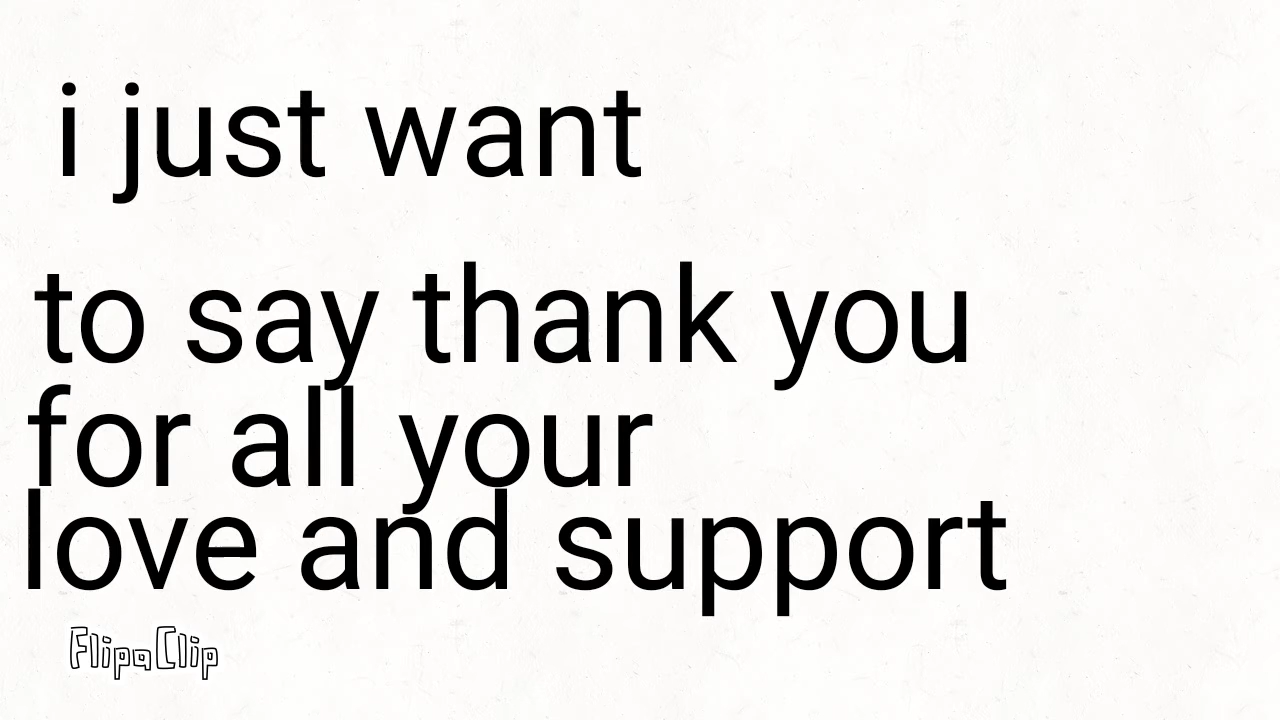 i just want
to say thank you
for all your
love and support
FlipaClip